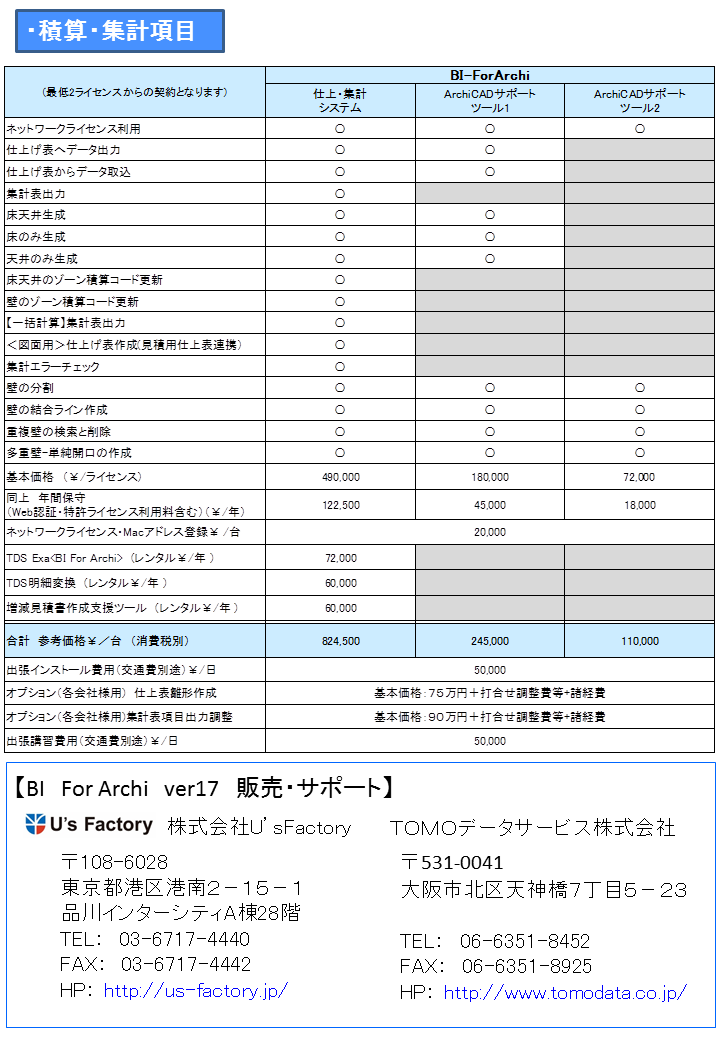 ・積算・集計項目
BI-ForArchi
(最低2ライセンスからの契約となります) 仕上・集計 システム ArchiCADサポート ツール1 ArchiCADサポート ツール2
ネットワークライセンス利用 ○ ○ ○
仕上げ表へデータ出力 ○ ○
仕上げ表からデータ取込 ○ ○
集計表出力 ○
床天井生成 ○ ○
床のみ生成 ○ ○
天井のみ生成 ○ ○
床天井のゾーン積算コード更新 ○
壁のゾーン積算コード更新 ○
【一括計算】集計表出力 ○
<図面用>仕上げ表作成(見積用仕上表連携) ○
集計エラーチェック ○
壁の分割 ○ ○ ○
壁の結合ライン作成 ○ ○ ○
重複壁の検索と削除 ○ ○ ○
多重壁-単純開口の作成 ○ ○ ○
基本価格 (¥/ライセンス) 490,000 180,000 72,000
同上 年間保守
(Web認証・特許ライセンス利用料含む)(¥/年) 122,500 45,000 18,000
ネットワークライセンス・Macアドレス登録¥ /台 20,000
TDS Exa<BI For Archi> (レンタル¥/年 ) 72,000
TDS明細変換 (レンタル¥/年 ) 60,000
増減見積書作成支援ツール (レンタル¥/年 ) 60,000
合計 参考価格¥/台 (消費税別) 824,500 245,000 110,000
出張インストール費用(交通費別途)¥/日 50,000
オプション(各会社様用) 仕上表雛形作成 基本価格:75万円+打合せ調整費等+諸経費
オプション(各会社様用)集計表項目出力調整 基本価格:90万円+打合せ調整費等+諸経費
出張講習費用(交通費別途)¥/日 50,000
【BI For Archi ver17 販売・サポート】
U's Factory 株式会社U'sFactory
〒108-6028
東京都港区港南2-15-1
品川インターシティA棟28階
TEL: 03-6717-4440
FAX: 03-6717-4442
HP: http://us-factory.jp/
TOMOデータサービス株式会社
〒531-0041
大阪市北区天神橋7丁目5-23
TEL: 06-6351-8452
FAX: 06-6351-8925
HP: http://www.tomodata.co.jp/